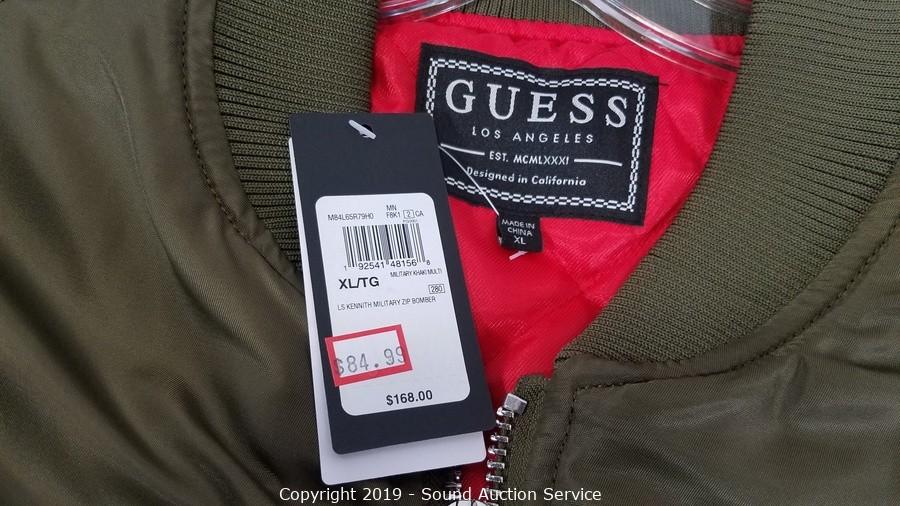 GUESS
LOS ANGELES
EST. MCMLXXXI
Designed in California
MADE IN
CHINA
XL
MN
M84L65R79H0 F8K1 2 CA
1 92541 48156 8
XL/TG MILITARY KHAKI MULTI
280
LS KENNITH MILITARY ZIP BOMBER
$84.99
$168.00
Copyright 2019 - Sound Auction Service